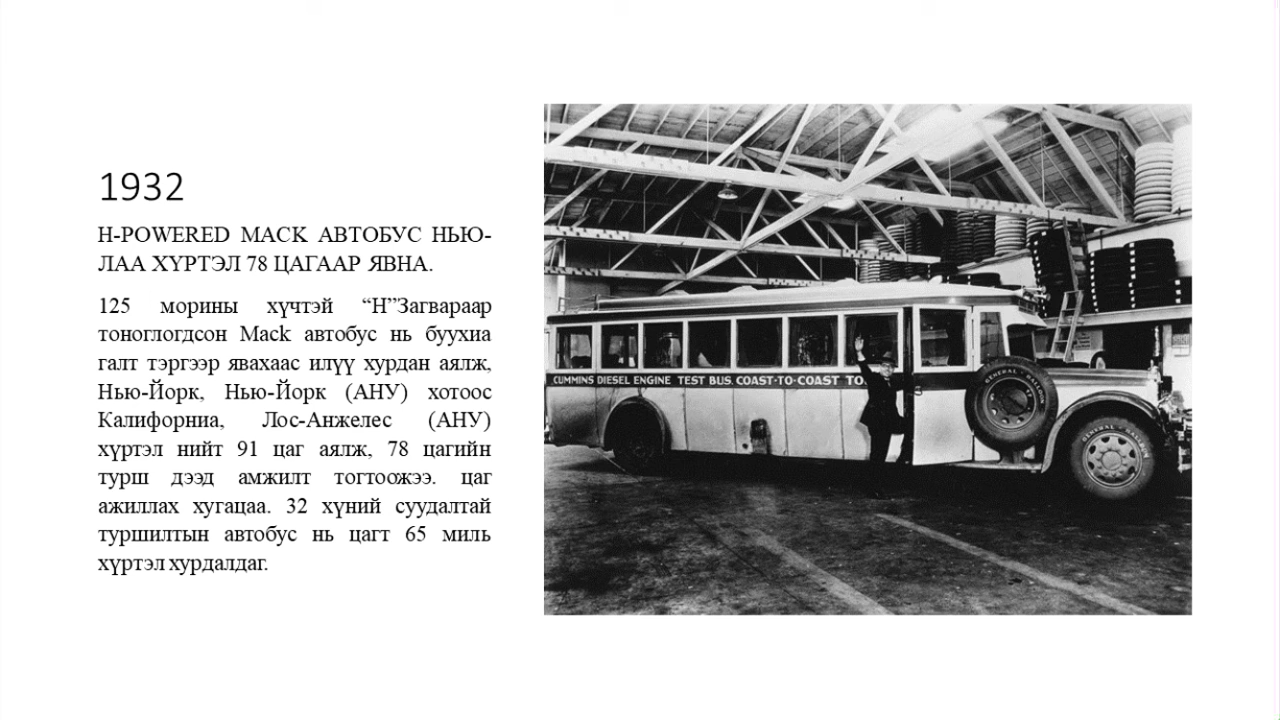 1932
H-POWERED MACK АВТОБУС НЬЮ-
ЛАА ХҮРТЭЛ 78 ЦАГААР ЯВНА.
125 морины хүчтэй “Н”Загвараар
тоноглогдсон Mack автобус нь буухиа
галт тэргээр явахаас илүү хурдан аялж,
Нью-Йорк, Нью-Йорк (АНУ) хотоос
Калифорниа, Лос-Анжелес (АНУ)
хүртэл нийт 91 цаг аялж, 78 цагийн
турш дээд амжилт тогтоожээ. цаг
ажиллах хугацаа. 32 хүний суудалтай
туршилтын автобус нь цагт 65 миль
хүртэл хурдалдаг.
CUMMINS DIESEL ENGINE TEST BUS. COAST-TO-COAST TO
GENERAL
GENERAL